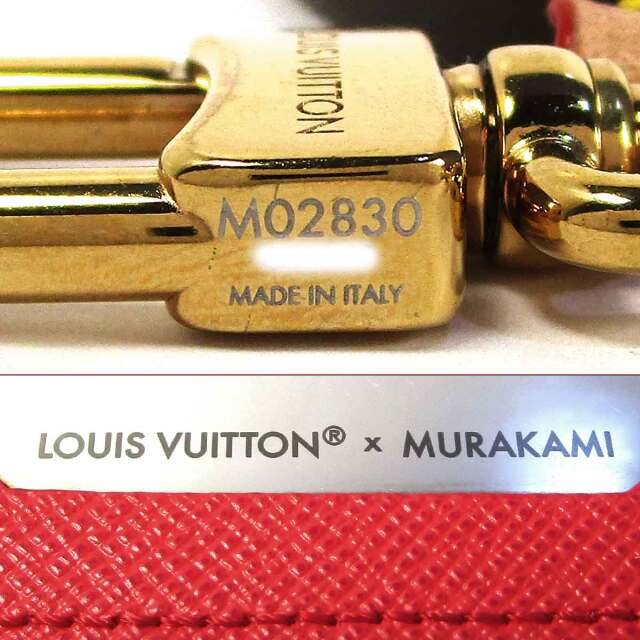 LOUIS VUITTON
M02830
MADE IN ITALY
LOUIS VUITTON® x MURAKAMI